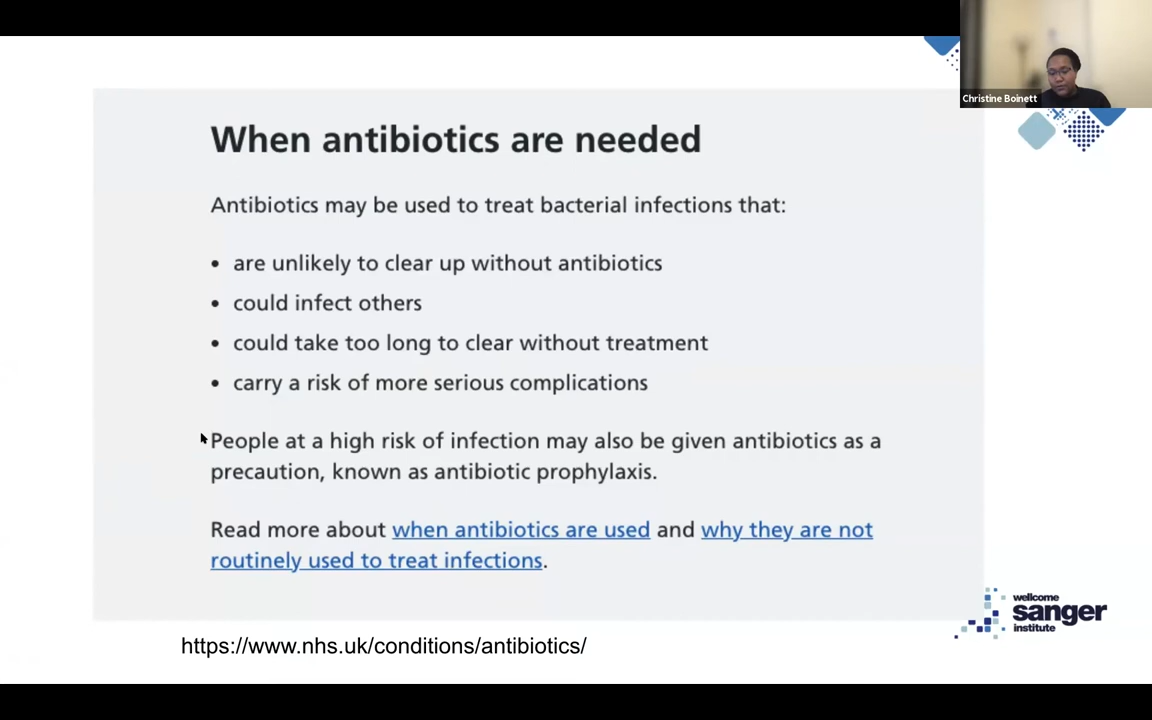 Christine Boinett
When antibiotics are needed
Antibiotics may be used to treat bacterial infections that:
• are unlikely to clear up without antibiotics
• could infect others
• could take too long to clear without treatment
• carry a risk of more serious complications
People at a high risk of infection may also be given antibiotics as a
precaution, known as antibiotic prophylaxis.
Read more about when antibiotics are used and why they are not
routinely used to treat infections.
wellcome
sanger
institute
https://www.nhs.uk/conditions/antibiotics/